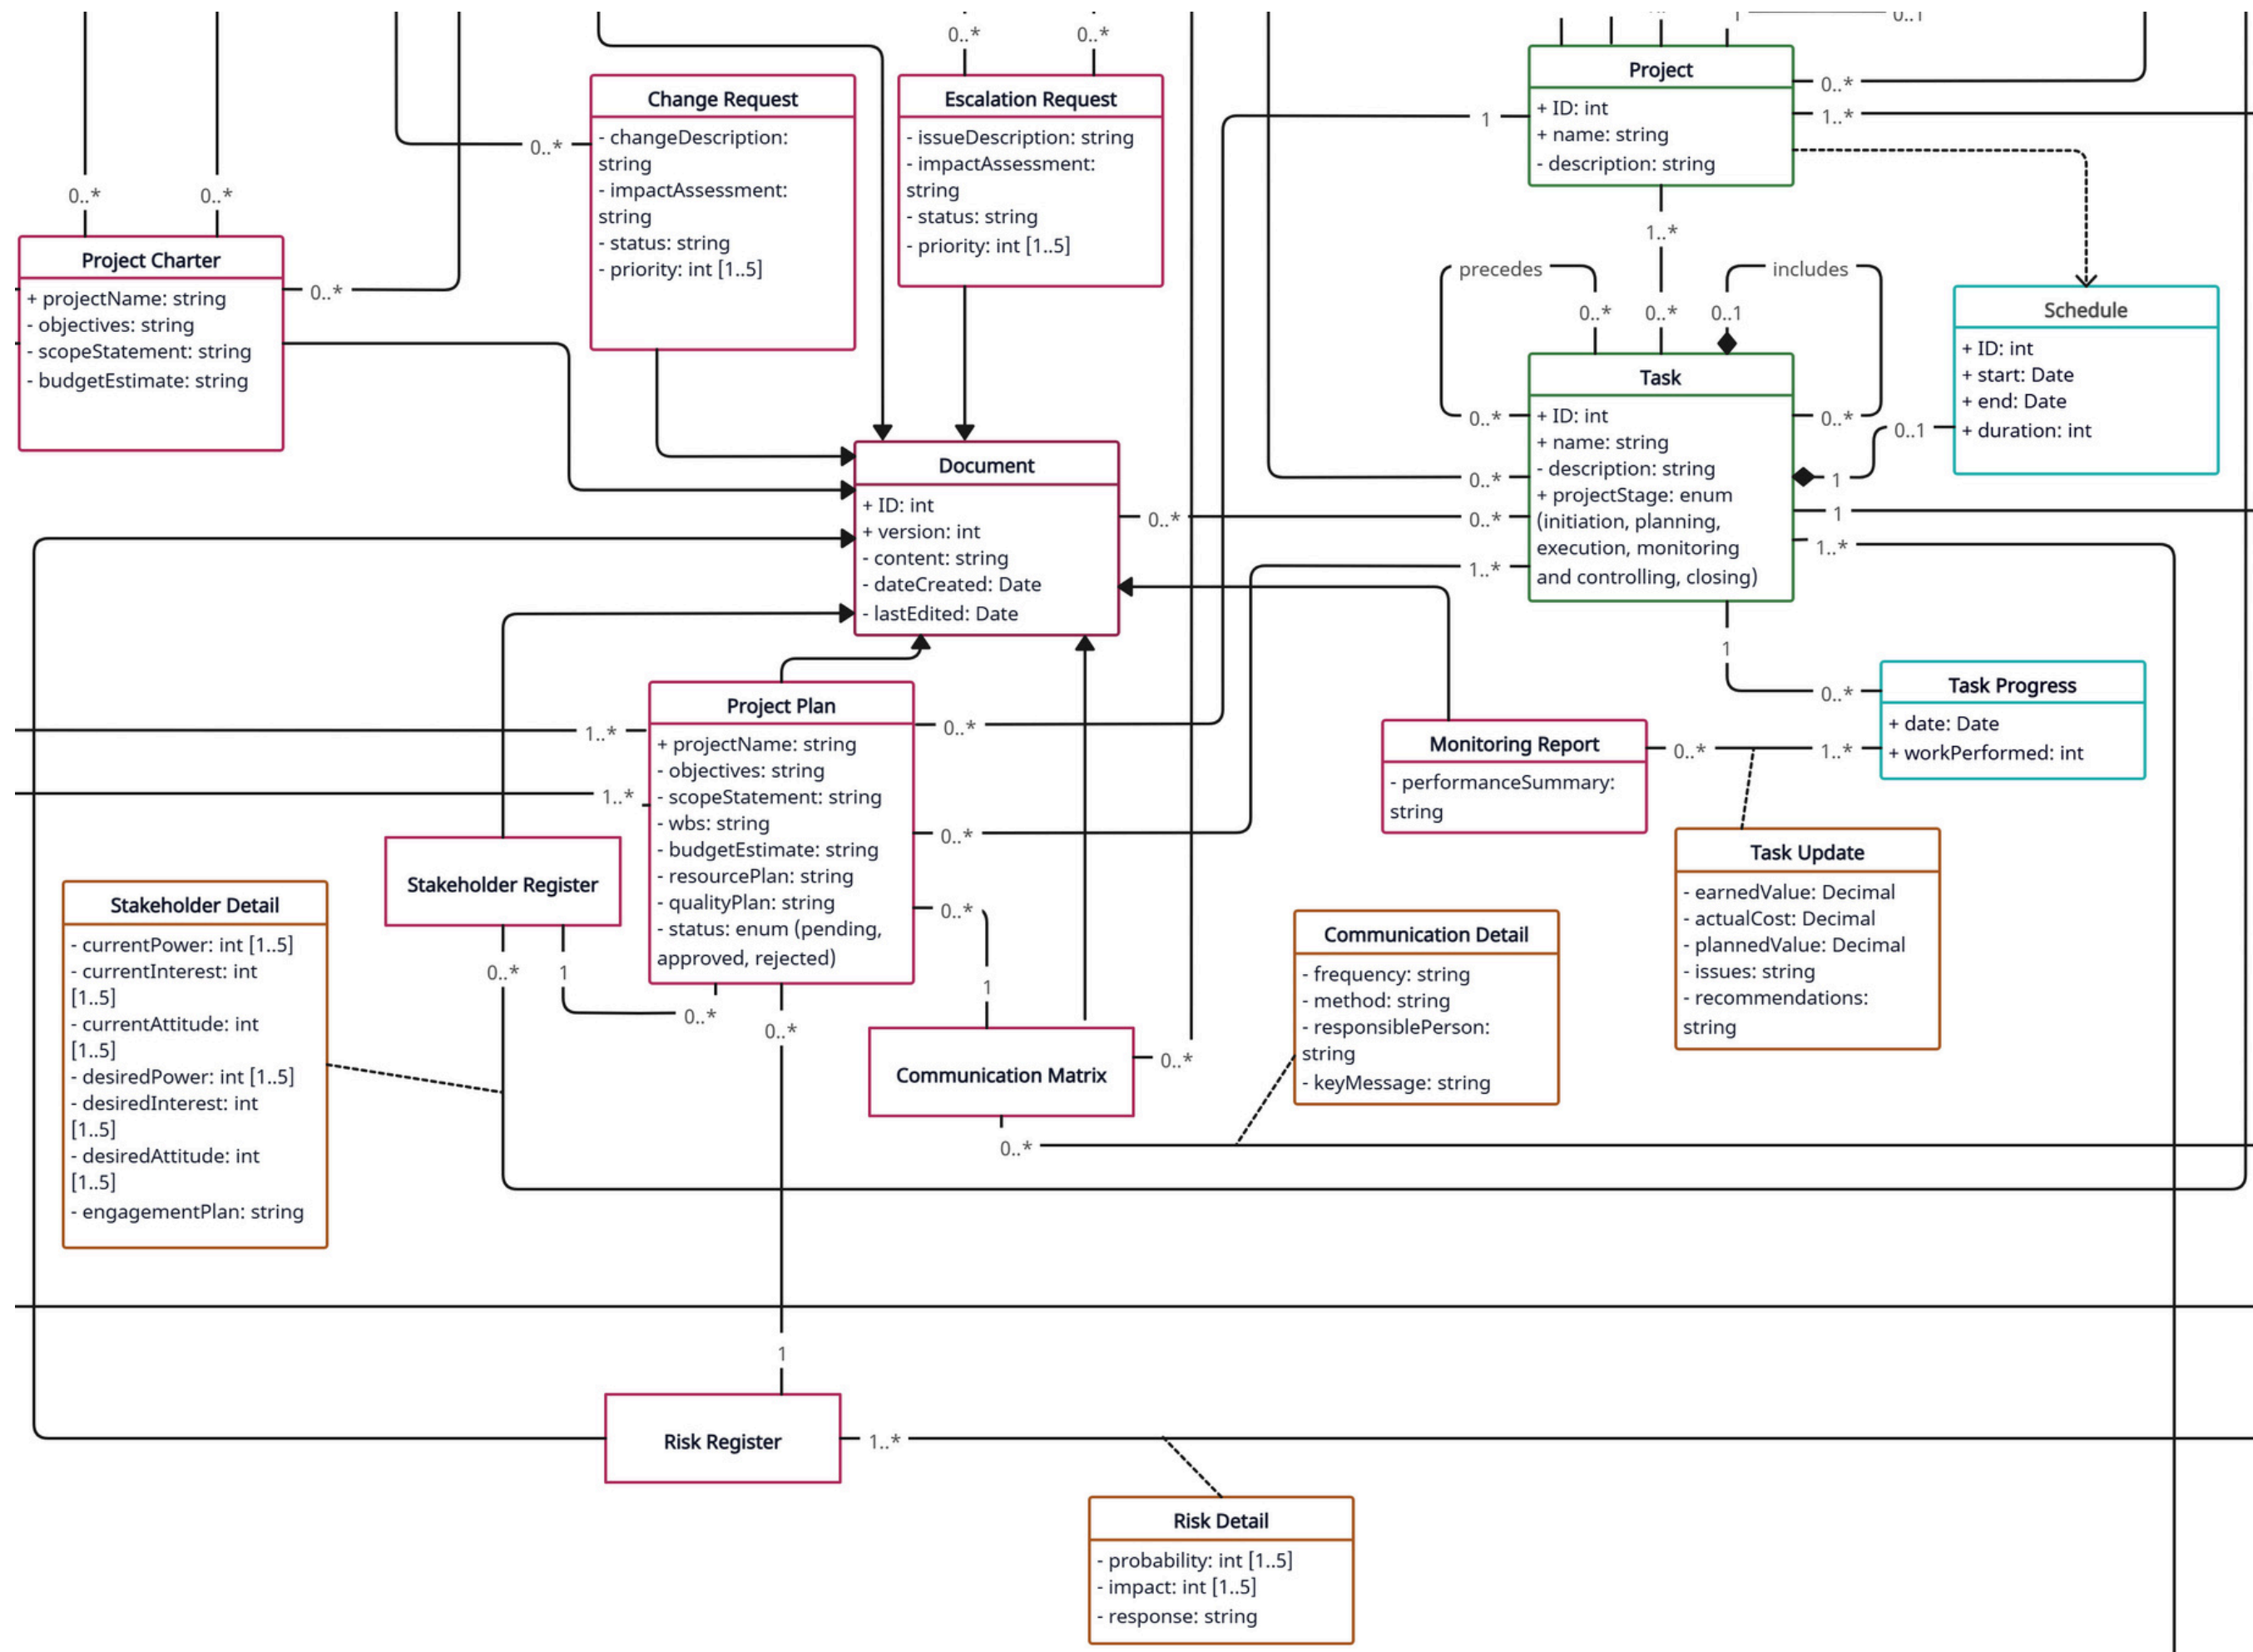 0..*
0..*
1
0..1
Project
+ ID: int
+ name: string
- description: string
0..*
1..*
1
1..*
Change Request
- changeDescription:
string
- impactAssessment:
string
- status: string
- priority: int [1..5]
0..*
Escalation Request
- issueDescription: string
- impactAssessment:
string
- status: string
- priority: int [1..5]
0..*
0..*
Project Charter
+ projectName: string
- objectives: string
- scopeStatement: string
- budgetEstimate: string
0..*
precedes
includes
0..*
0..*
0..1
Schedule
+ ID: int
+ start: Date
+ end: Date
+ duration: int
0..1
Task
+ ID: int
+ name: string
- description: string
+ projectStage: enum
(initiation, planning,
execution, monitoring
and controlling, closing)
0..*
0..*
0..*
1..*
0..*
1
1
1..*
Document
+ ID: int
+ version: int
- content: string
- dateCreated: Date
- lastEdited: Date
0..*
1
0..*
Task Progress
+ date: Date
+ workPerformed: int
Project Plan
+ projectName: string
- objectives: string
- scopeStatement: string
- wbs: string
- budgetEstimate: string
- resourcePlan: string
- qualityPlan: string
- status: enum (pending,
approved, rejected)
1..*
1..*
0..*
0..*
0..*
1
Monitoring Report
- performanceSummary:
string
0..*
1..*
Task Update
- earnedValue: Decimal
- actualCost: Decimal
- plannedValue: Decimal
- issues: string
- recommendations:
string
Stakeholder Register
0..*
1
0..*
0..*
Stakeholder Detail
- currentPower: int [1..5]
- currentInterest: int
[1..5]
- currentAttitude: int
[1..5]
- desiredPower: int [1..5]
- desiredInterest: int
[1..5]
- desiredAttitude: int
[1..5]
- engagementPlan: string
Communication Detail
- frequency: string
- method: string
- responsiblePerson:
string
- keyMessage: string
Communication Matrix
0..*
0..*
1
Risk Register
1..*
Risk Detail
- probability: int [1..5]
- impact: int [1..5]
- response: string